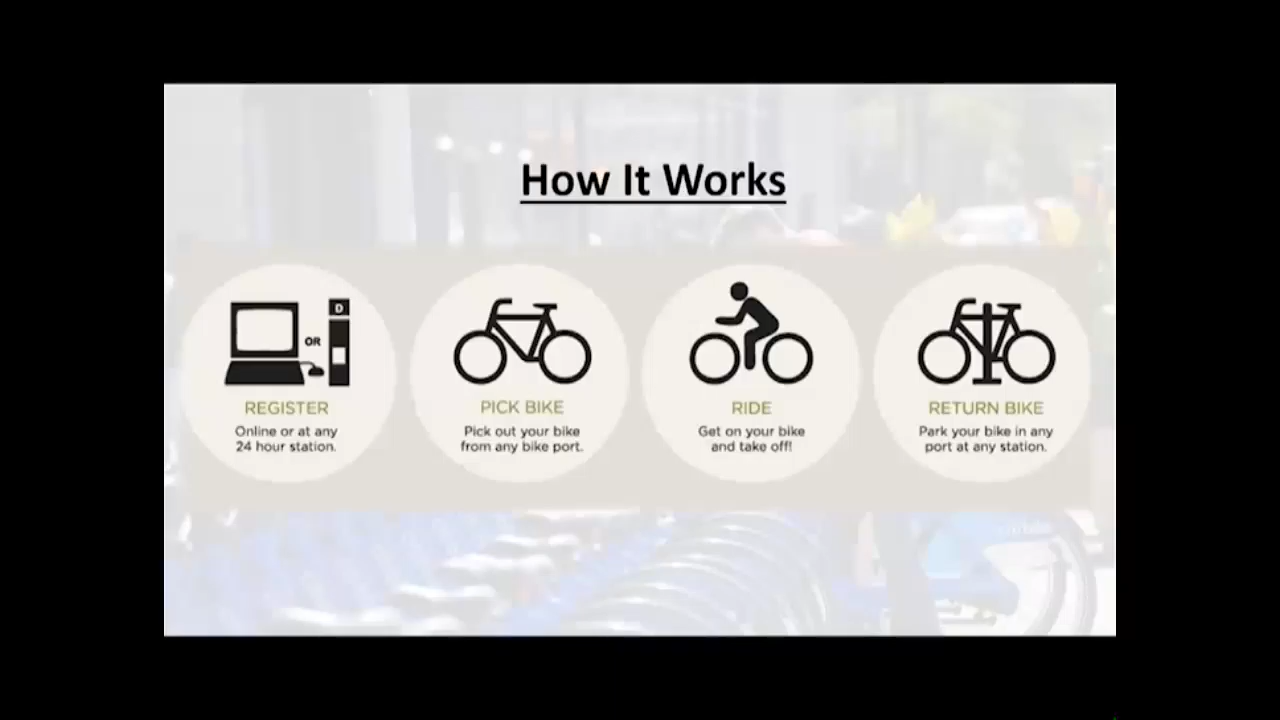 How It Works
D
OR
REGISTER
Online or at any
24 hour station.
PICK BIKE
Pick out your bike
from any bike port.
RIDE
Get on your bike
and take off!
RETURN BIKE
Park your bike in any
port at any station.